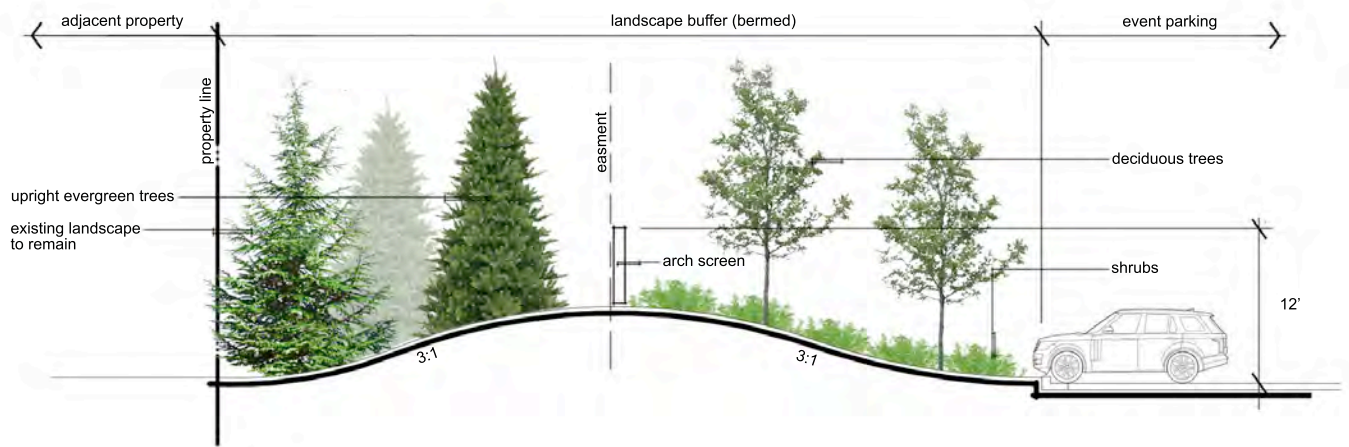 adjacent property
landscape buffer (bermed)
event parking
property line
easment
deciduous trees
upright evergreen trees
existing landscape
to remain
arch screen
shrubs
12'
3:1
3:1